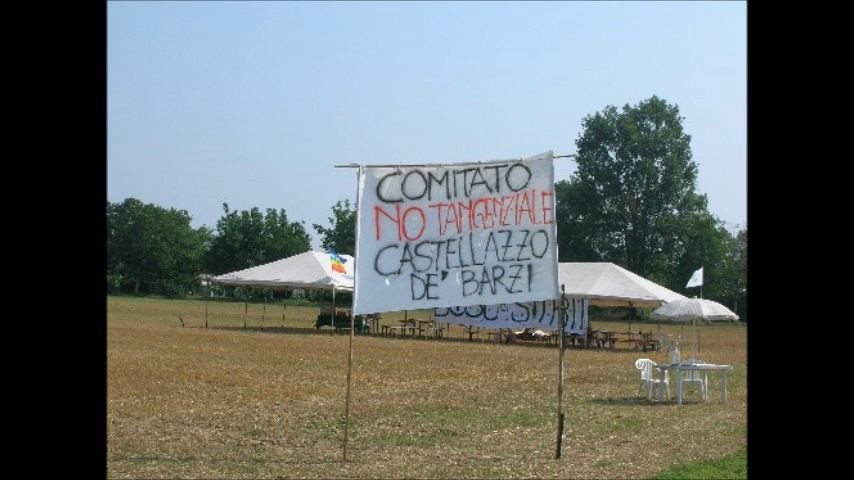 COMITATO
NO TANGENZIALE
CASTELLAZZO
DE' BARZI